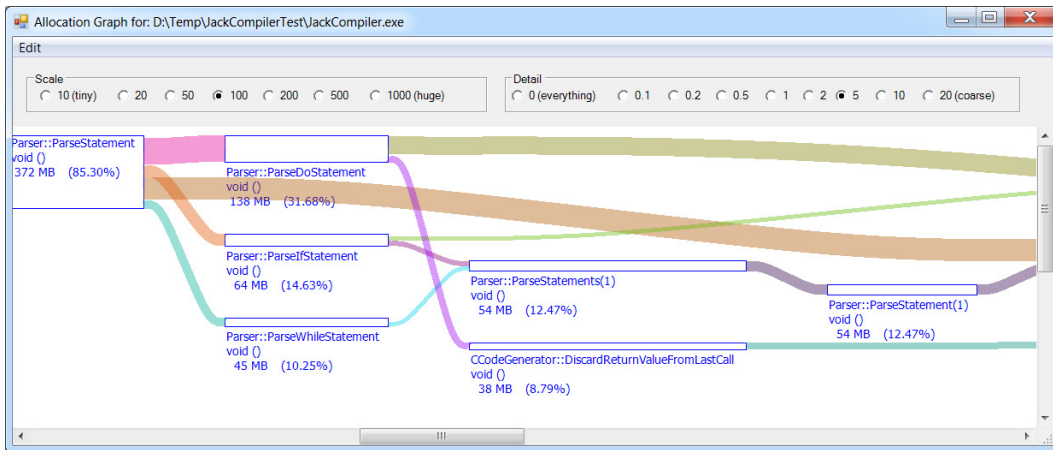 Allocation Graph for: D:\Temp\JackCompilerTest\JackCompiler.exe
Edit
Scale
10 (tiny) 20 50 100 200 500 1000 (huge)
Detail
0 (everything) 0.1 0.2 0.5 1 2 5 10 20 (coarse)
Parser::ParseStatement
void ()
372 MB (85.30%)
Parser::ParseDoStatement
void ()
138 MB (31.68%)
Parser::ParseIfStatement
void ()
64 MB (14.63%)
Parser::ParseWhileStatement
void ()
45 MB (10.25%)
Parser::ParseStatements(1)
void ()
54 MB (12.47%)
CCodeGenerator::DiscardReturnValueFromLastCall
void ()
38 MB (8.79%)
Parser::ParseStatement(1)
void ()
54 MB (12.47%)